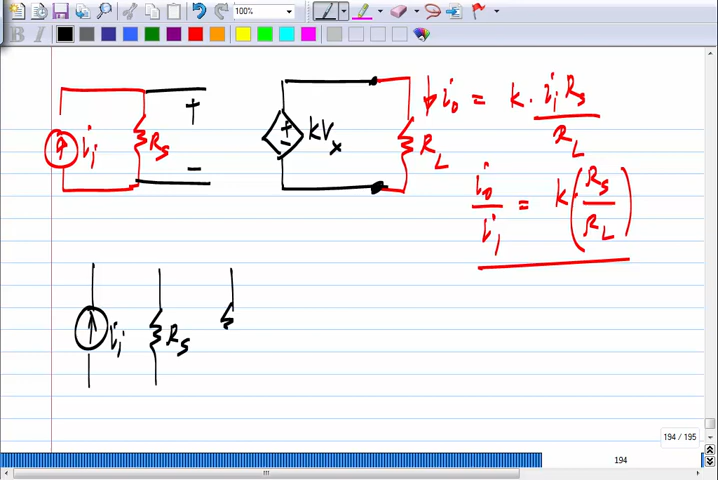 100%
B I
i_i
R_s
+
−
+
−
kV_x
R_L
i_o = k · i_i R_s / R_L
i_o / i_i = k (R_s / R_L)
i_i
R_s
194 / 195
194